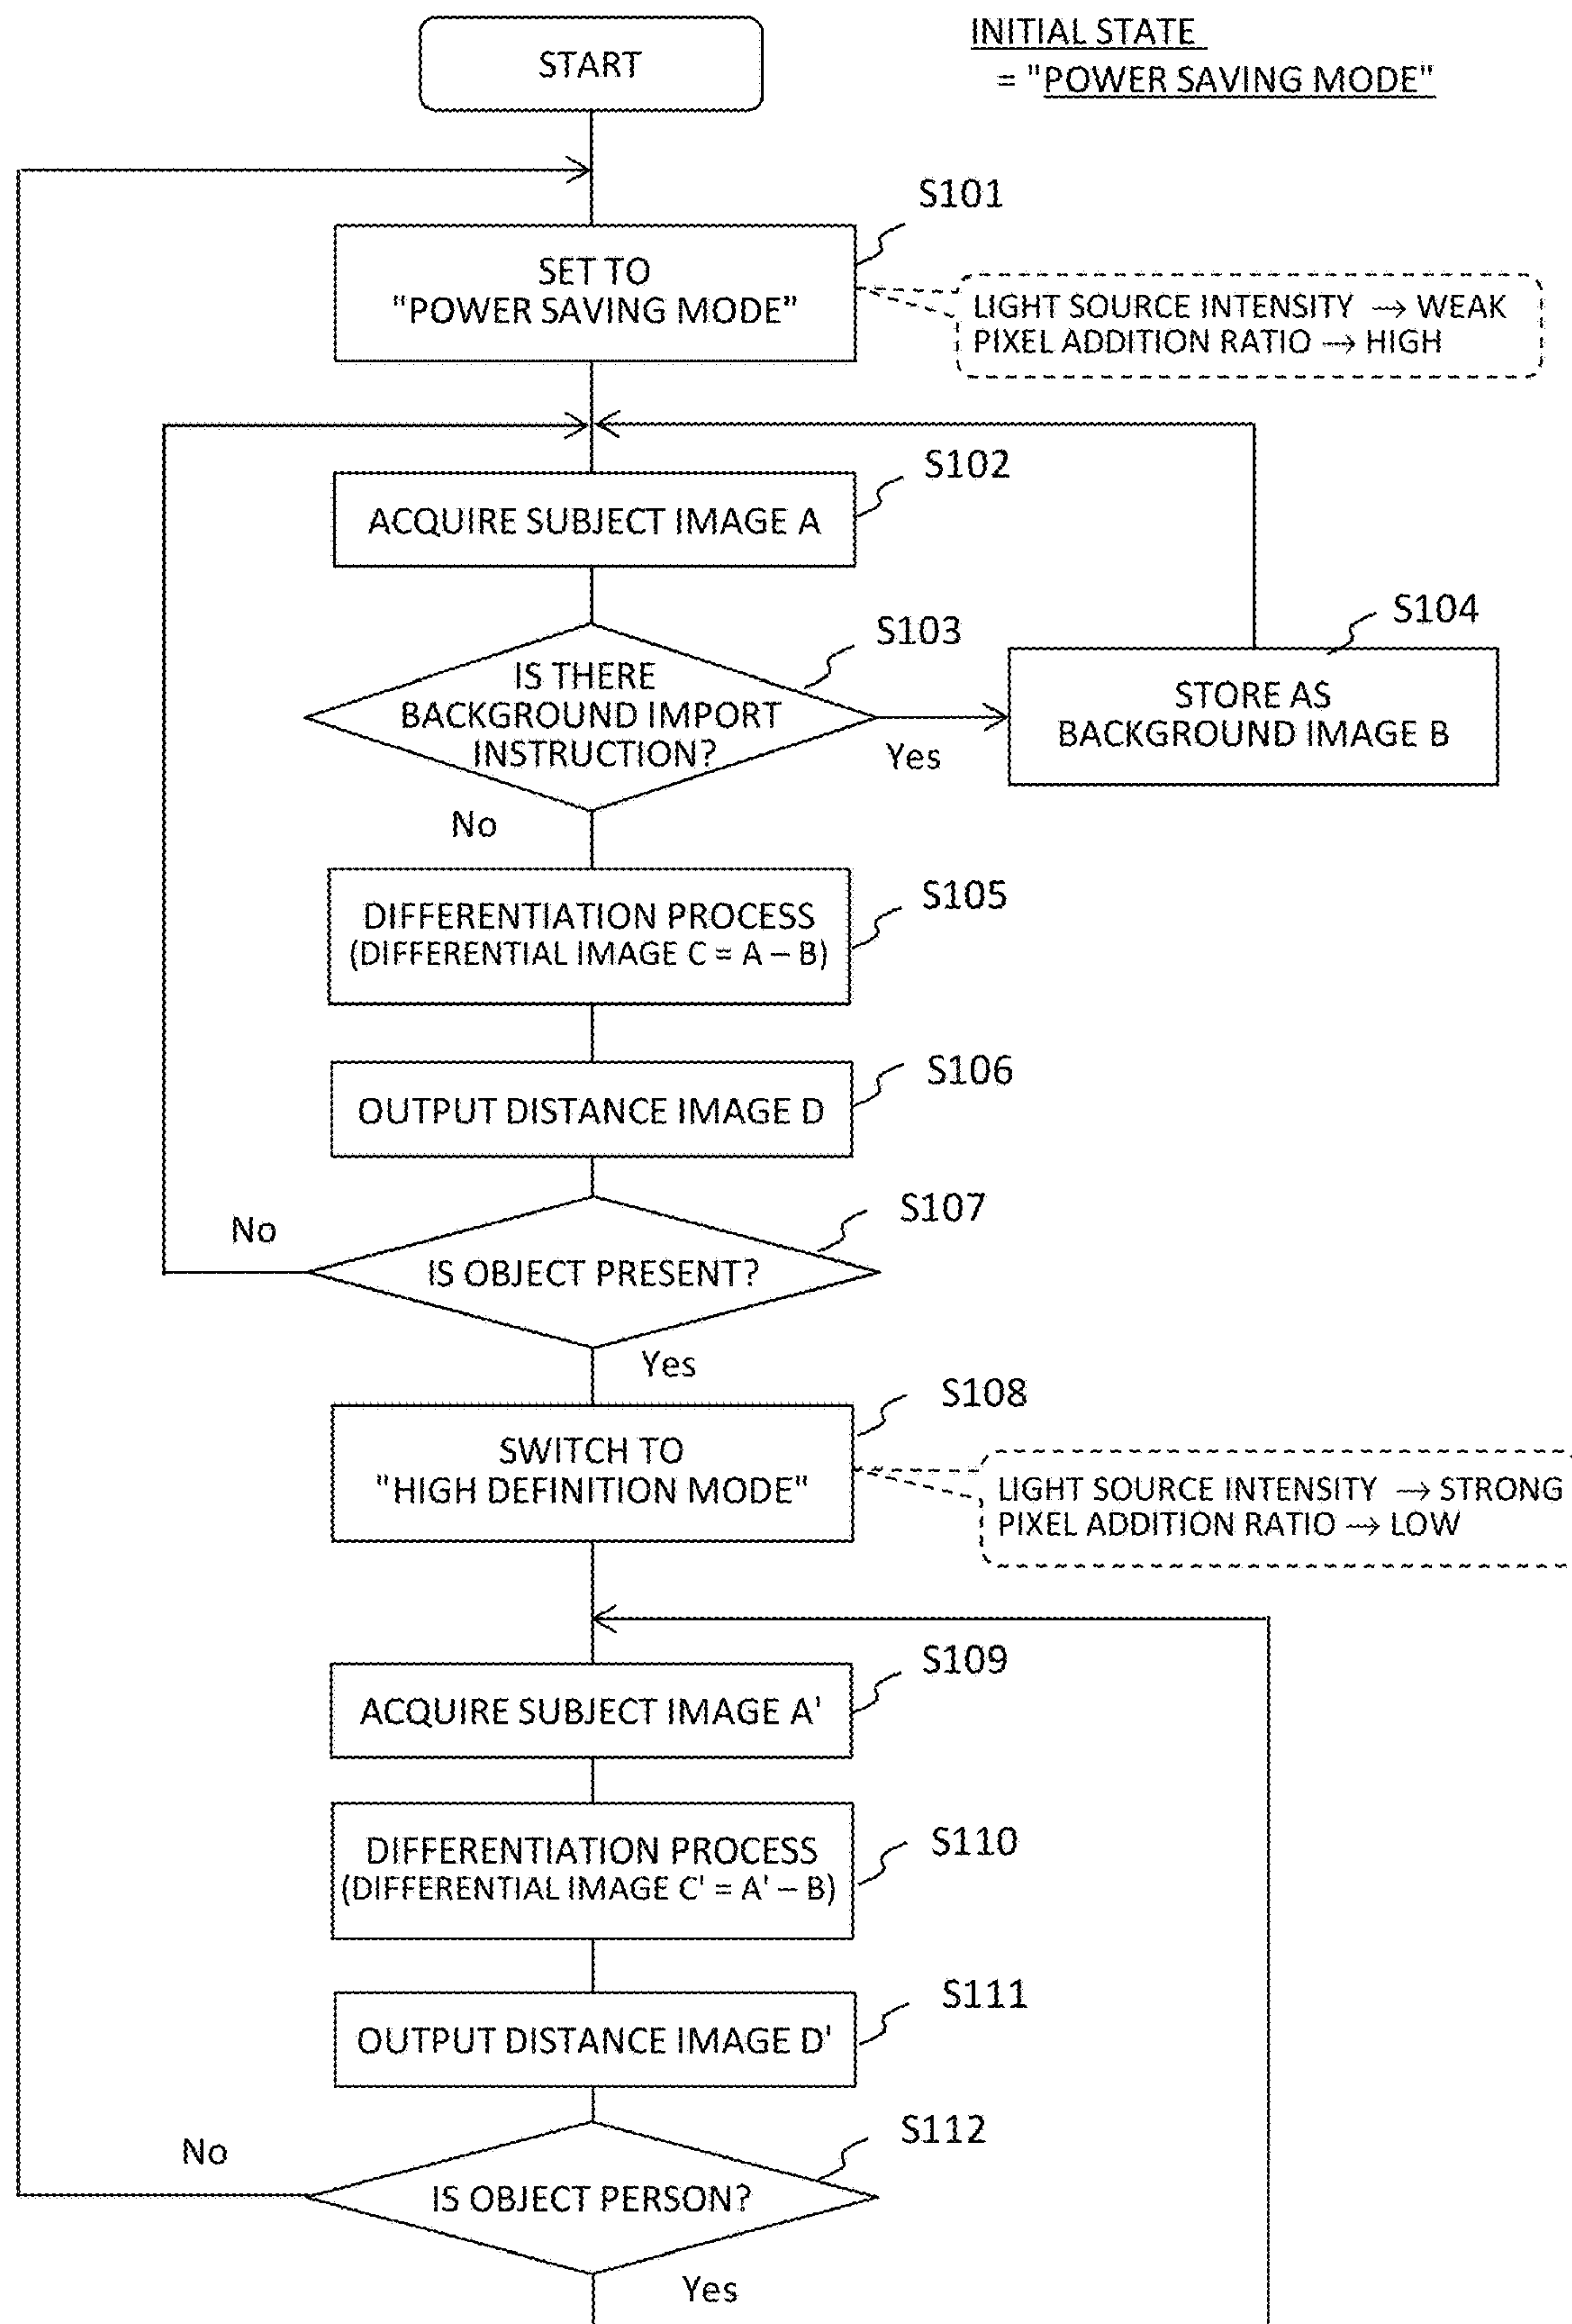 START
INITIAL STATE
= "POWER SAVING MODE"
S101
SET TO
"POWER SAVING MODE"
LIGHT SOURCE INTENSITY → WEAK
PIXEL ADDITION RATIO → HIGH
S102
ACQUIRE SUBJECT IMAGE A
S103
IS THERE
BACKGROUND IMPORT
INSTRUCTION?
Yes
S104
STORE AS
BACKGROUND IMAGE B
No
S105
DIFFERENTIATION PROCESS
(DIFFERENTIAL IMAGE C = A – B)
S106
OUTPUT DISTANCE IMAGE D
S107
No
IS OBJECT PRESENT?
Yes
S108
SWITCH TO
"HIGH DEFINITION MODE"
LIGHT SOURCE INTENSITY → STRONG
PIXEL ADDITION RATIO → LOW
S109
ACQUIRE SUBJECT IMAGE A'
S110
DIFFERENTIATION PROCESS
(DIFFERENTIAL IMAGE C' = A' – B)
S111
OUTPUT DISTANCE IMAGE D'
S112
No
IS OBJECT PERSON?
Yes